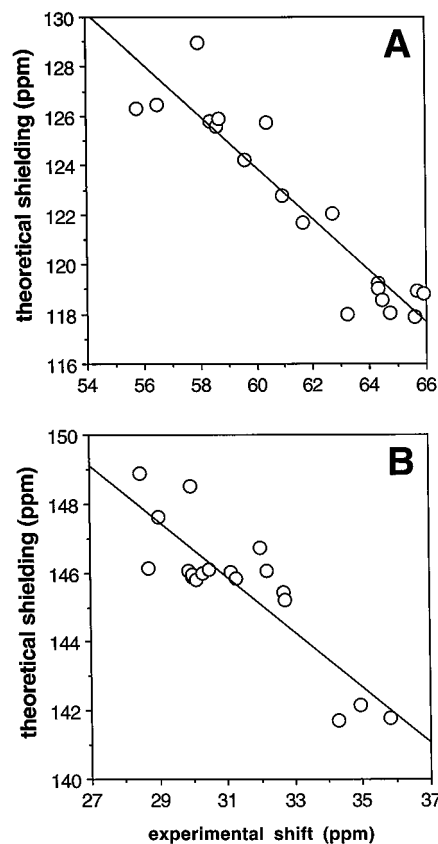 A
theoretical shielding (ppm)
130
128
126
124
122
120
118
116
54 56 58 60 62 64 66
B
theoretical shielding (ppm)
150
148
146
144
142
140
27 29 31 33 35 37
experimental shift (ppm)